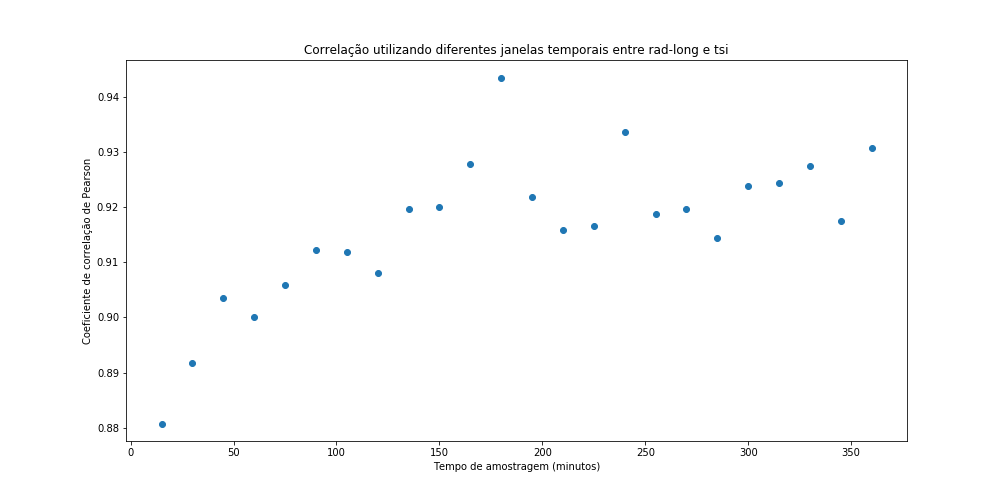 Correlação utilizando diferentes janelas temporais entre rad-long e tsi
Coeficiente de correlação de Pearson
0.94
0.93
0.92
0.91
0.90
0.89
0.88
0 50 100 150 200 250 300 350
Tempo de amostragem (minutos)